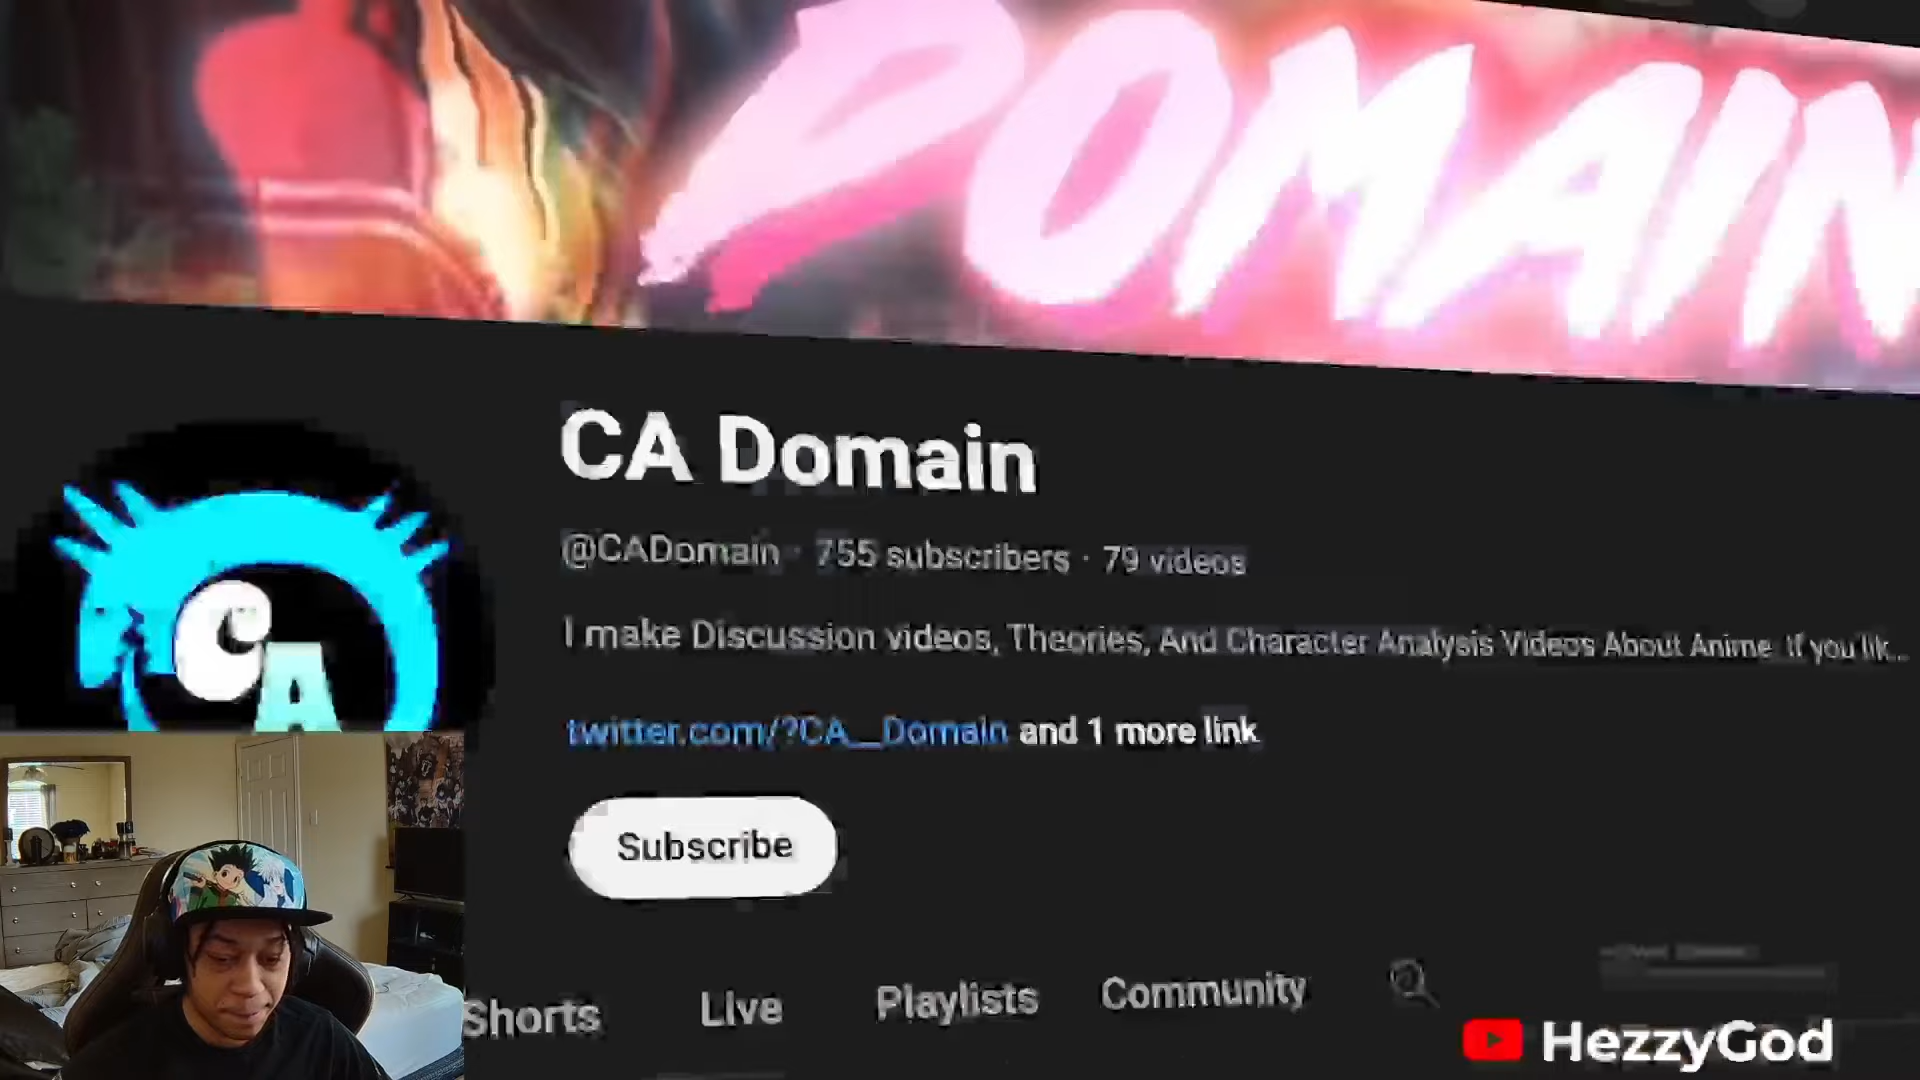 DOMAIN
CA
CA Domain
@CADomain · 755 subscribers · 79 videos
I make Discussion videos, Theories, And Character Analysis Videos About Anime. If you lik...
twitter.com/?CA__Domain and 1 more link
Subscribe
Shorts Live Playlists Community
HezzyGod